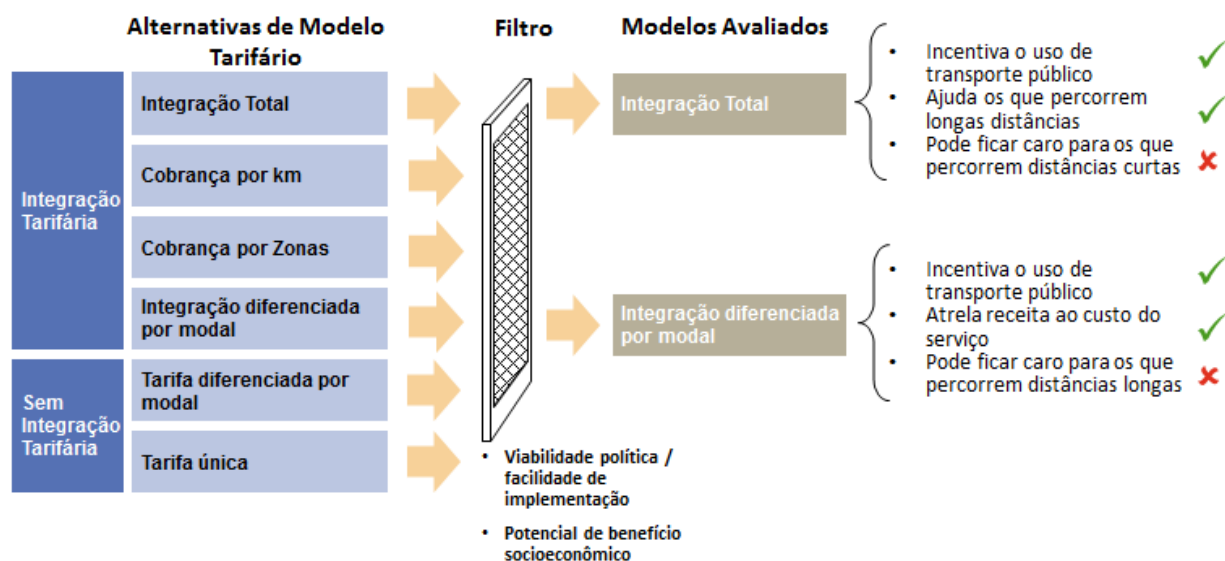 Alternativas de Modelo
Tarifário
Filtro
Modelos Avaliados
Integração
Tarifária
Integração Total
Cobrança por km
Cobrança por Zonas
Integração diferenciada
por modal
Sem
Integração
Tarifária
Tarifa diferenciada por
modal
Tarifa única
• Viabilidade política /
facilidade de
implementação
• Potencial de benefício
socioeconômico
Integração Total
• Incentiva o uso de
transporte público
• Ajuda os que percorrem
longas distâncias
• Pode ficar caro para os que
percorrem distâncias curtas
Integração diferenciada
por modal
• Incentiva o uso de
transporte público
• Atrela receita ao custo do
serviço
• Pode ficar caro para os que
percorrem distâncias longas